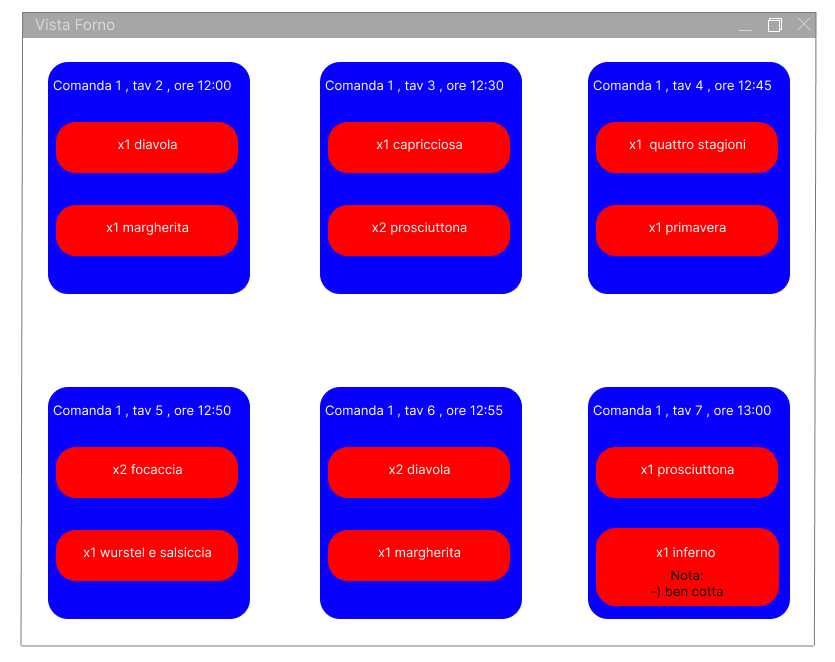 Vista Forno
Comanda 1 , tav 2 , ore 12:00
x1 diavola
x1 margherita
Comanda 1 , tav 3 , ore 12:30
x1 capricciosa
x2 prosciuttona
Comanda 1 , tav 4 , ore 12:45
x1 quattro stagioni
x1 primavera
Comanda 1 , tav 5 , ore 12:50
x2 focaccia
x1 wurstel e salsiccia
Comanda 1 , tav 6 , ore 12:55
x2 diavola
x1 margherita
Comanda 1 , tav 7 , ore 13:00
x1 prosciuttona
x1 inferno
Nota:
-) ben cotta